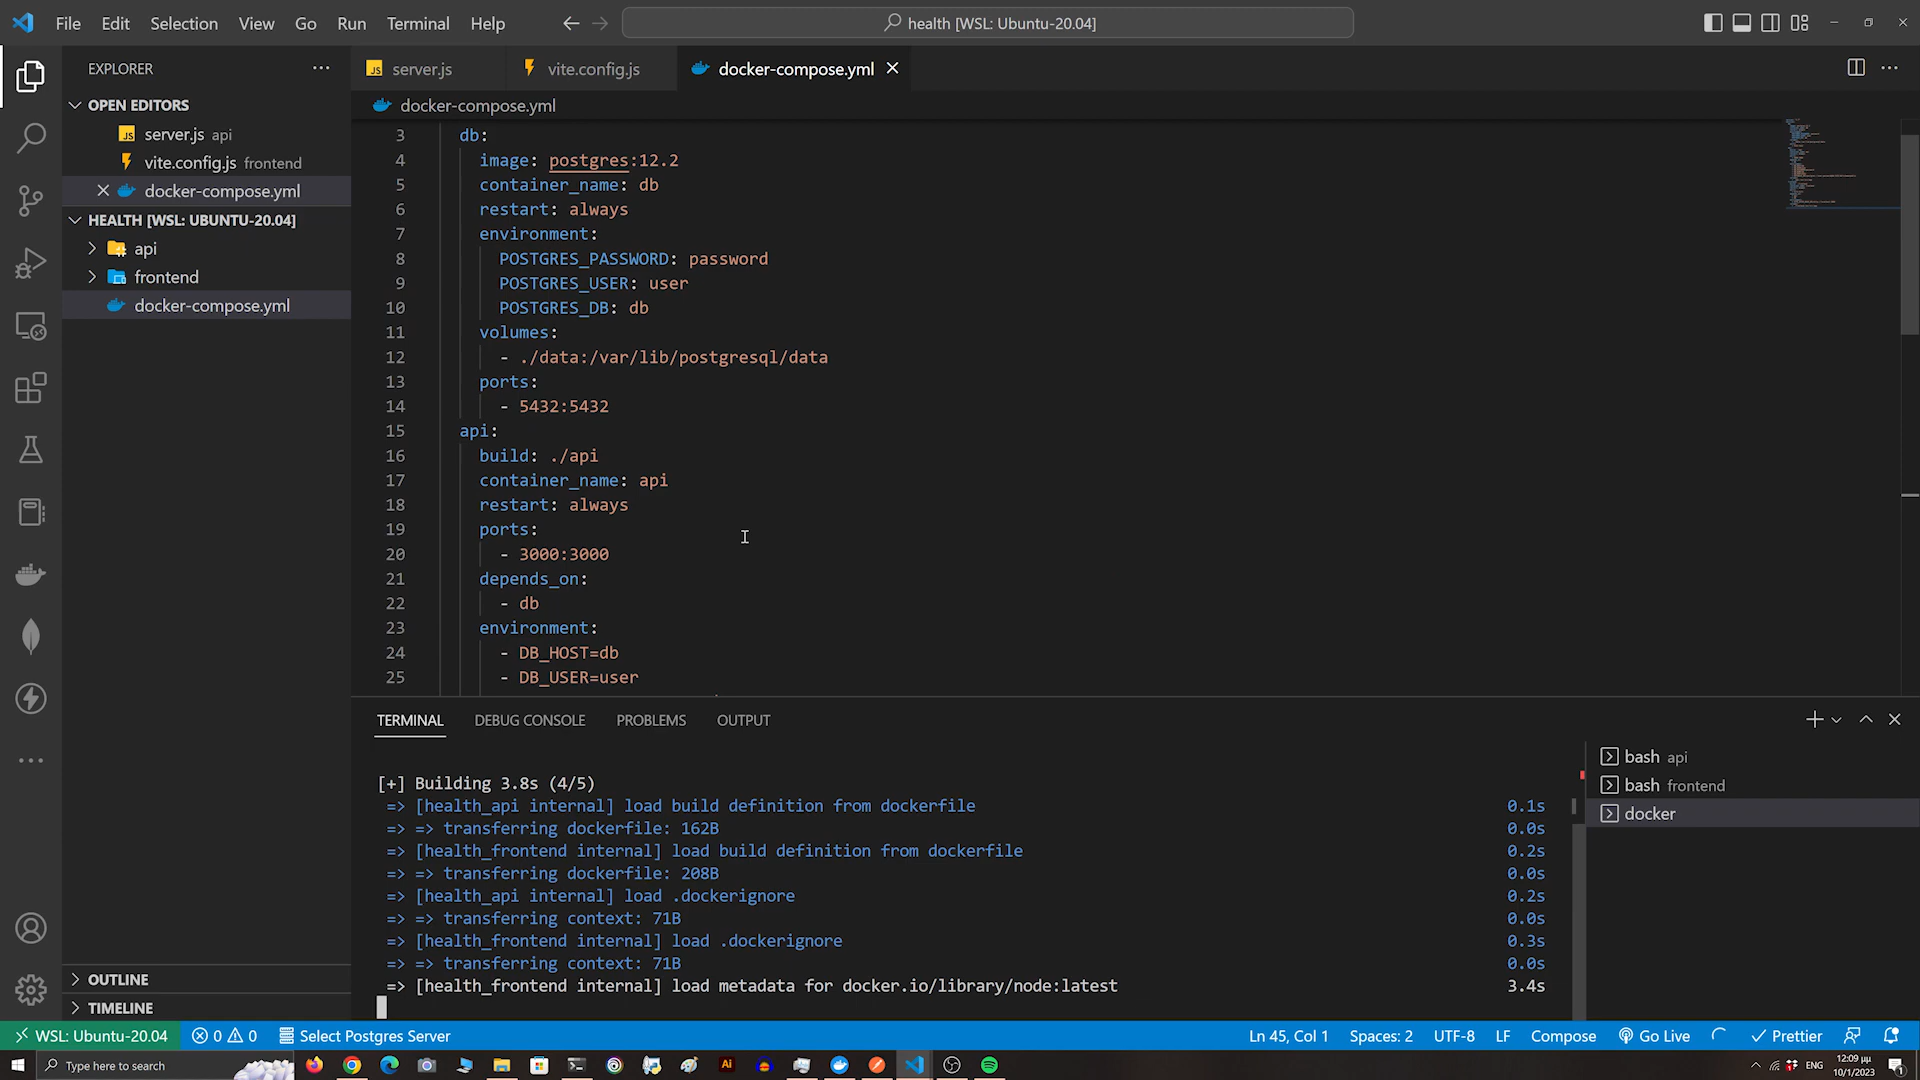 File Edit Selection View Go Run Terminal Help
health [WSL: Ubuntu-20.04]
EXPLORER
OPEN EDITORS
server.js api
vite.config.js frontend
docker-compose.yml
HEALTH [WSL: UBUNTU-20.04]
api
frontend
docker-compose.yml
OUTLINE
TIMELINE
server.js vite.config.js docker-compose.yml
docker-compose.yml
3 db:
4 image: postgres:12.2
5 container_name: db
6 restart: always
7 environment:
8 POSTGRES_PASSWORD: password
9 POSTGRES_USER: user
10 POSTGRES_DB: db
11 volumes:
12 - ./data:/var/lib/postgresql/data
13 ports:
14 - 5432:5432
15 api:
16 build: ./api
17 container_name: api
18 restart: always
19 ports:
20 - 3000:3000
21 depends_on:
22 - db
23 environment:
24 - DB_HOST=db
25 - DB_USER=user
TERMINAL DEBUG CONSOLE PROBLEMS OUTPUT
[+] Building 3.8s (4/5)
=> [health_api internal] load build definition from dockerfile 0.1s
=> => transferring dockerfile: 162B 0.0s
=> [health_frontend internal] load build definition from dockerfile 0.2s
=> => transferring dockerfile: 208B 0.0s
=> [health_api internal] load .dockerignore 0.2s
=> => transferring context: 71B 0.0s
=> [health_frontend internal] load .dockerignore 0.3s
=> => transferring context: 71B 0.0s
=> [health_frontend internal] load metadata for docker.io/library/node:latest 3.4s
bash api
bash frontend
docker
WSL: Ubuntu-20.04 0 0 Select Postgres Server Ln 45, Col 1 Spaces: 2 UTF-8 LF Compose Go Live Prettier
Type here to search
ENG
12:09 μμ
10/1/2023